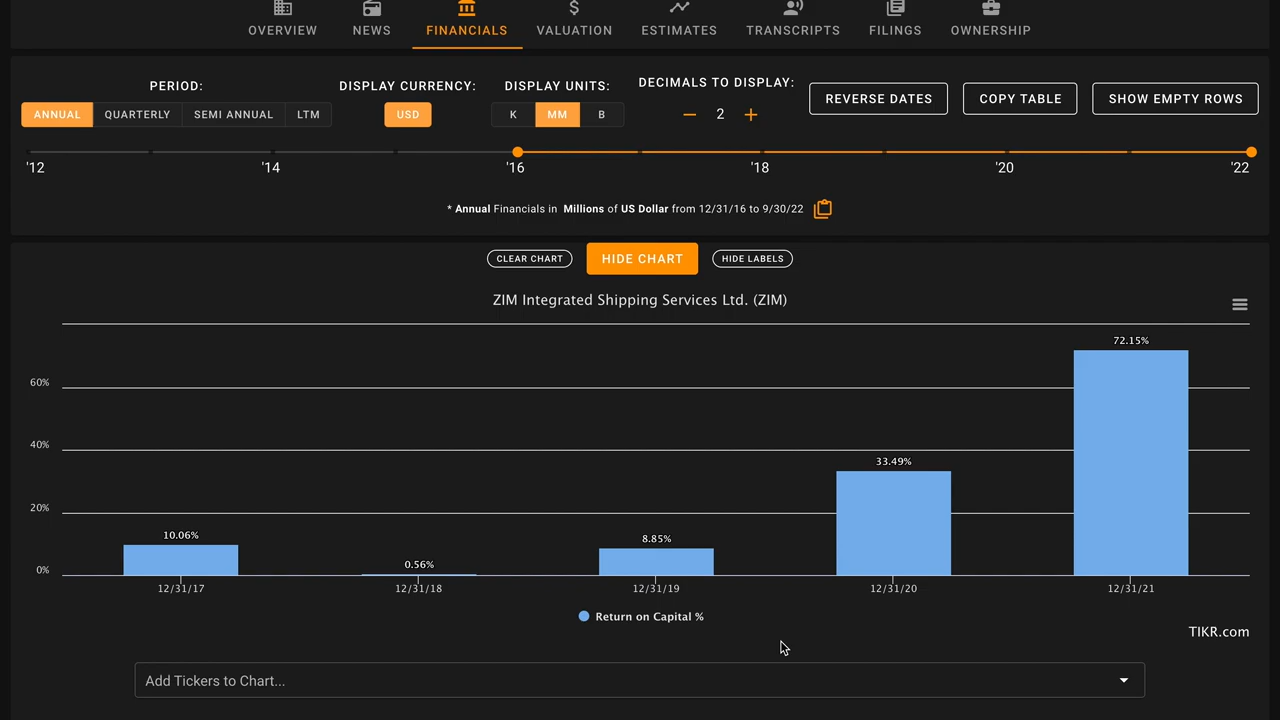 OVERVIEW NEWS FINANCIALS VALUATION ESTIMATES TRANSCRIPTS FILINGS OWNERSHIP
PERIOD: DISPLAY CURRENCY: DISPLAY UNITS: DECIMALS TO DISPLAY:
ANNUAL QUARTERLY SEMI ANNUAL LTM USD K MM B − 2 + REVERSE DATES COPY TABLE SHOW EMPTY ROWS
'12 '14 '16 '18 '20 '22
* Annual Financials in Millions of US Dollar from 12/31/16 to 9/30/22
CLEAR CHART HIDE CHART HIDE LABELS
ZIM Integrated Shipping Services Ltd. (ZIM)
72.15%
60%
40%
33.49%
20%
10.06%
8.85%
0.56%
0%
12/31/17 12/31/18 12/31/19 12/31/20 12/31/21
Return on Capital %
TIKR.com
Add Tickers to Chart...